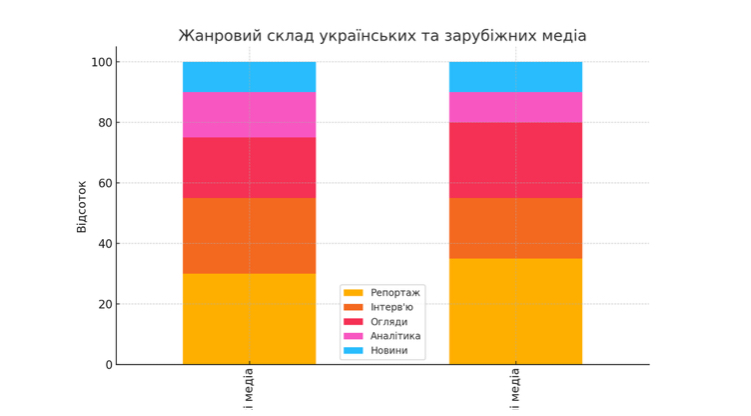 Жанровий склад українських та зарубіжних медіа
Відсоток
100
80
60
40
20
0
Репортаж
Інтерв'ю
Огляди
Аналітика
Новини
медіа
медіа